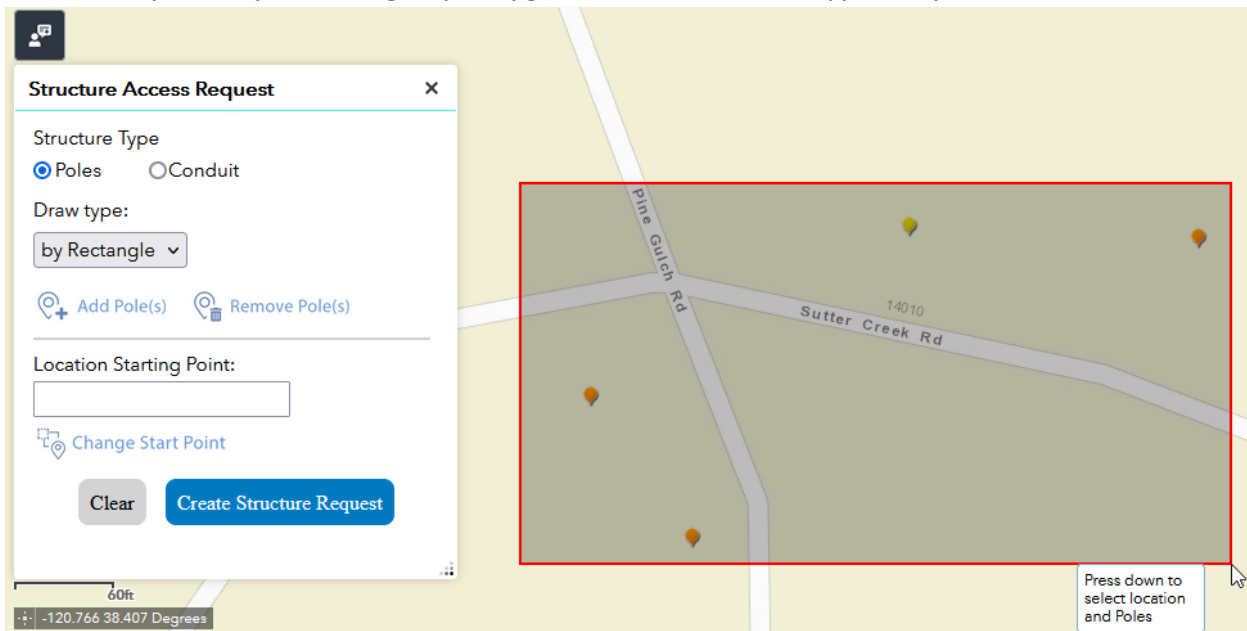 Structure Access Request
Structure Type
Poles
Conduit
Draw type:
by Rectangle
Add Pole(s)
Remove Pole(s)
Location Starting Point:
Change Start Point
Clear
Create Structure Request
60ft
-120.766 38.407 Degrees
Pine Gulch Rd
14010
Sutter Creek Rd
Press down to
select location
and Poles